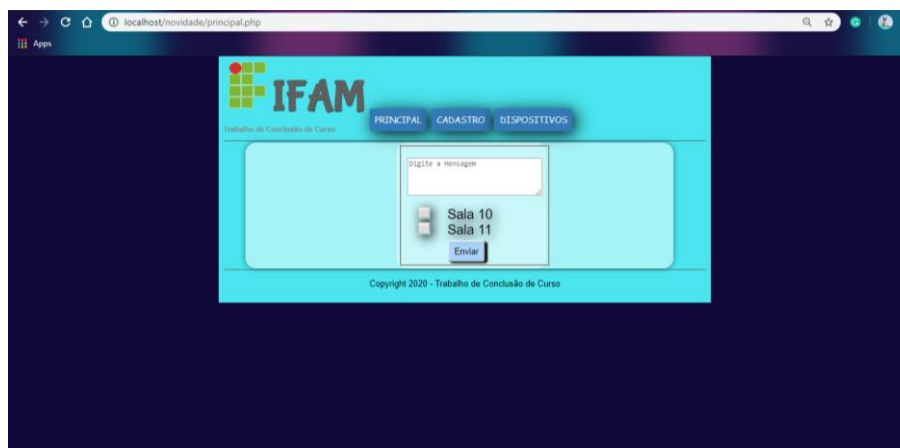 localhost/novidade/principal.php
Apps
IFAM
Trabalho de Conclusão de Curso
PRINCIPAL CADASTRO DISPOSITIVOS
Digite a Mensagem
Sala 10
Sala 11
Enviar
Copyright 2020 - Trabalho de Conclusão de Curso